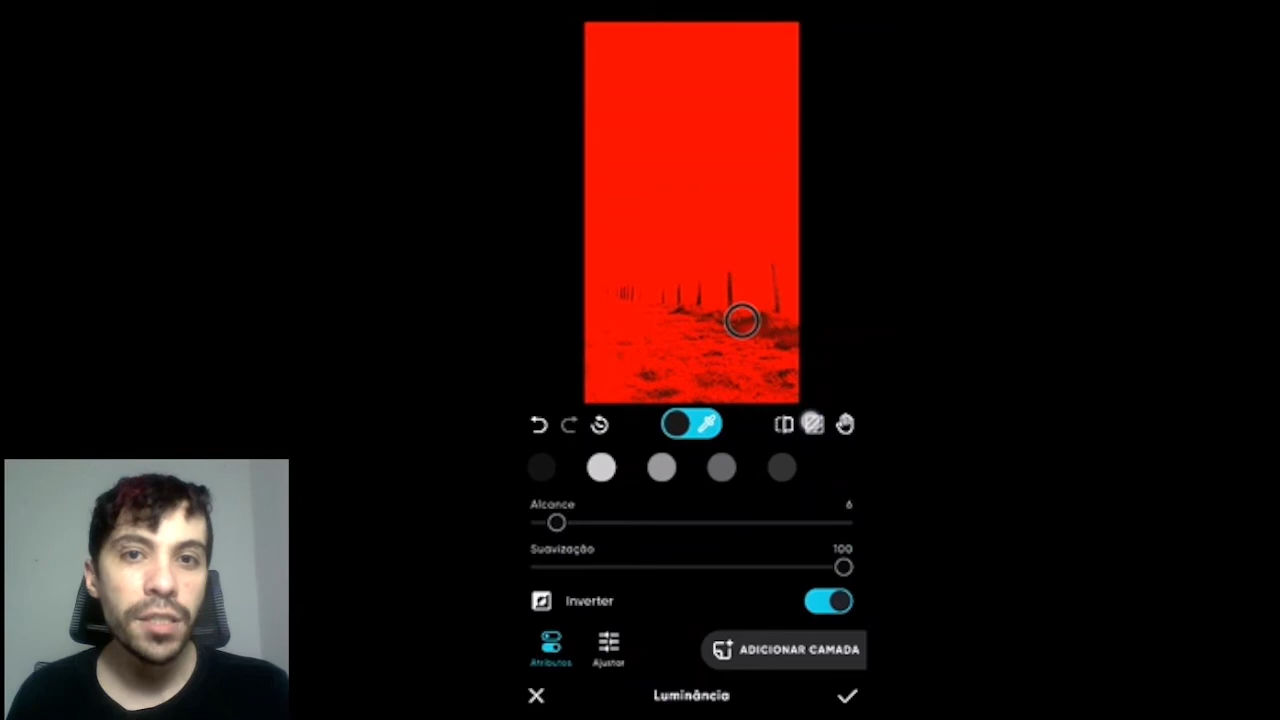 Alcance 6
Suavização 100
Inverter
Atributos Ajustar ADICIONAR CAMADA
Luminância